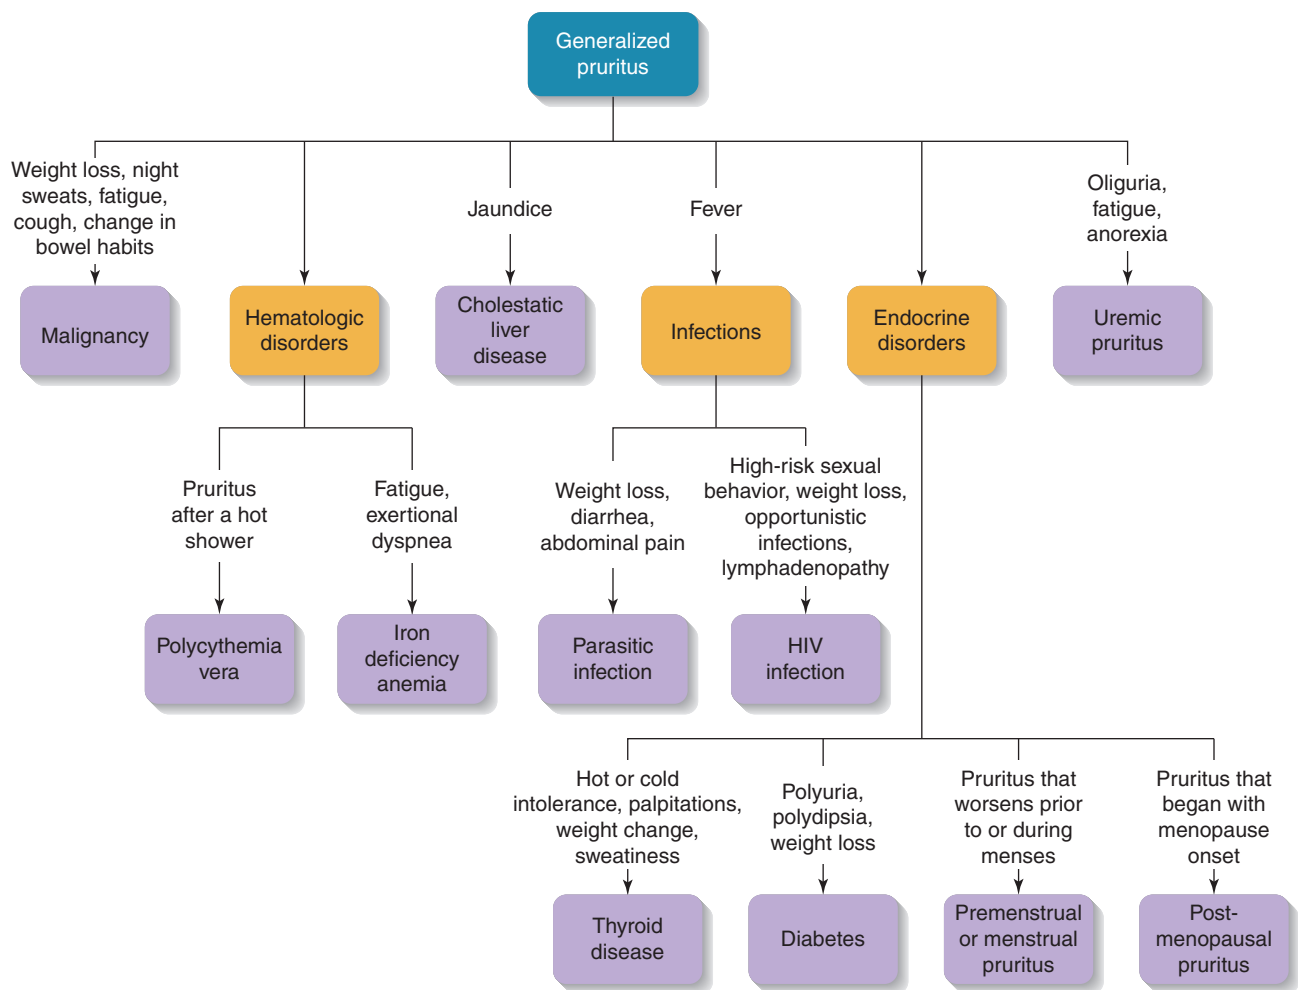 Generalized
pruritus
Weight loss, night
sweats, fatigue,
cough, change in
bowel habits
Jaundice
Fever
Oliguria,
fatigue,
anorexia
Malignancy
Hematologic
disorders
Cholestatic
liver
disease
Infections
Endocrine
disorders
Uremic
pruritus
Pruritus
after a hot
shower
Fatigue,
exertional
dyspnea
Weight loss,
diarrhea,
abdominal pain
High-risk sexual
behavior, weight loss,
opportunistic
infections,
lymphadenopathy
Polycythemia
vera
Iron
deficiency
anemia
Parasitic
infection
HIV
infection
Hot or cold
intolerance, palpitations,
weight change,
sweatiness
Polyuria,
polydipsia,
weight loss
Pruritus that
worsens prior
to or during
menses
Pruritus that
began with
menopause
onset
Thyroid
disease
Diabetes
Premenstrual
or menstrual
pruritus
Post-
menopausal
pruritus